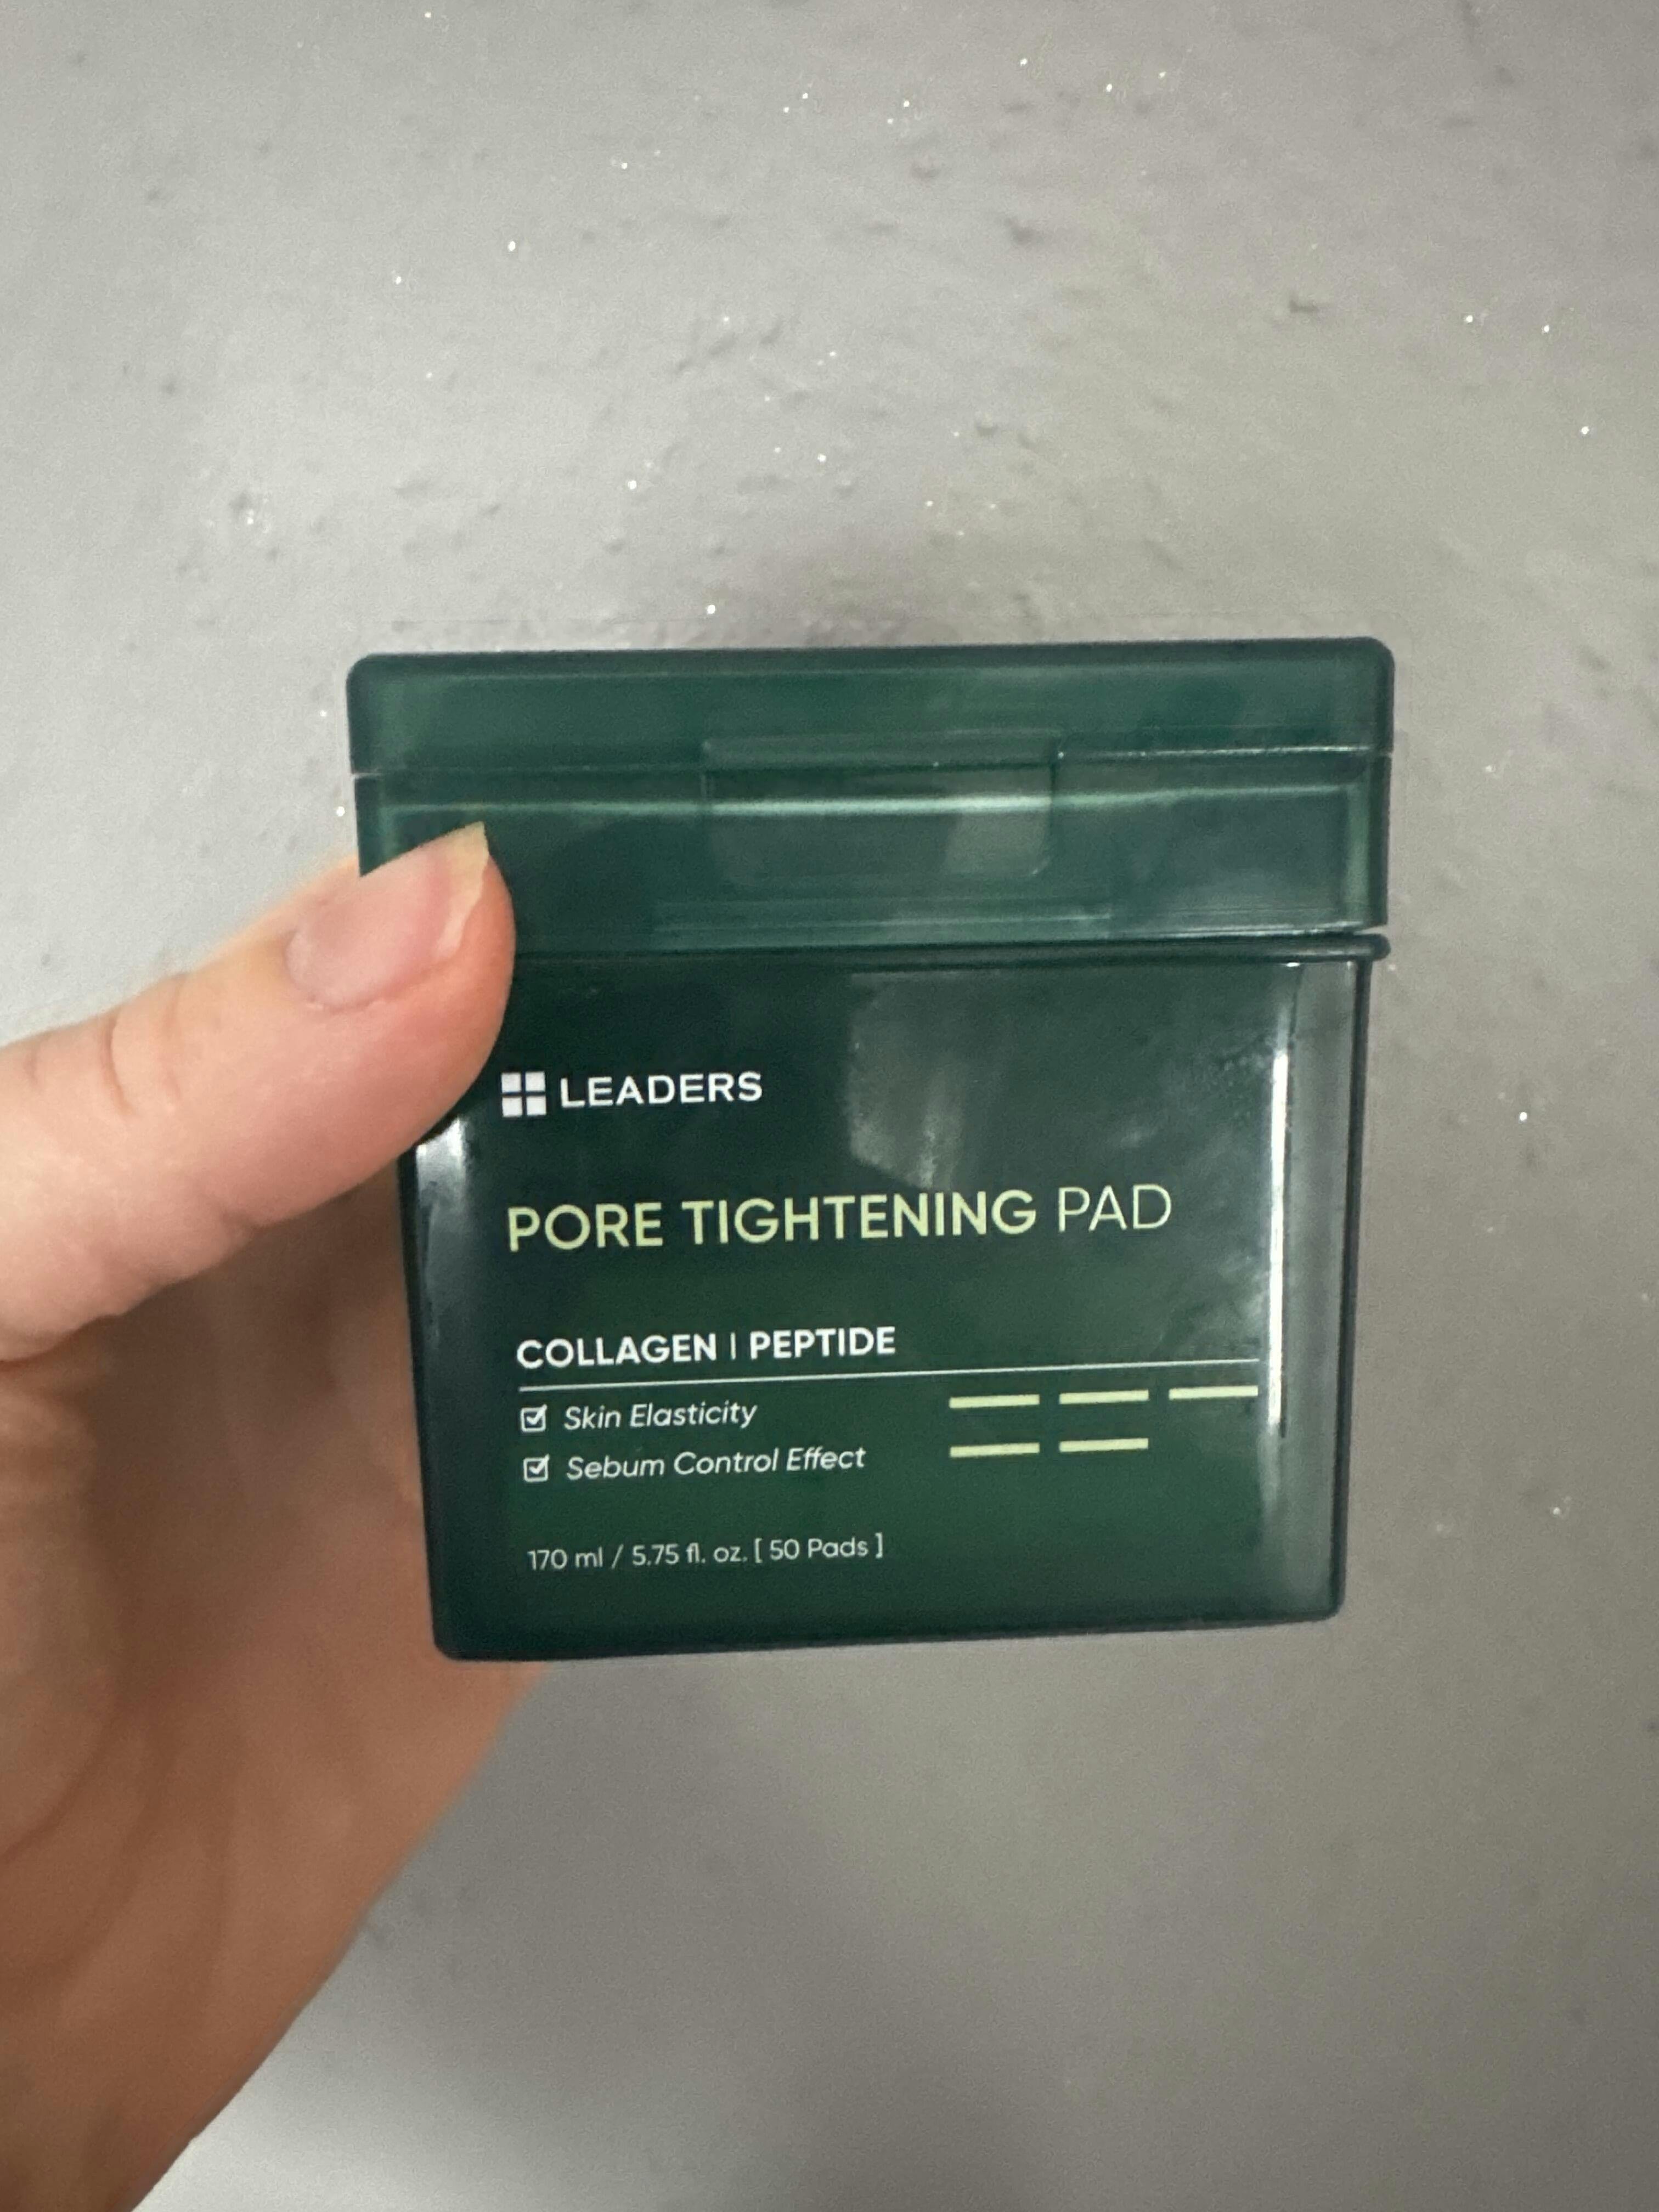 LEADERS
PORE TIGHTENING PAD
COLLAGEN | PEPTIDE
Skin Elasticity
Sebum Control Effect
170 ml / 5.75 fl. oz. [ 50 Pads ]